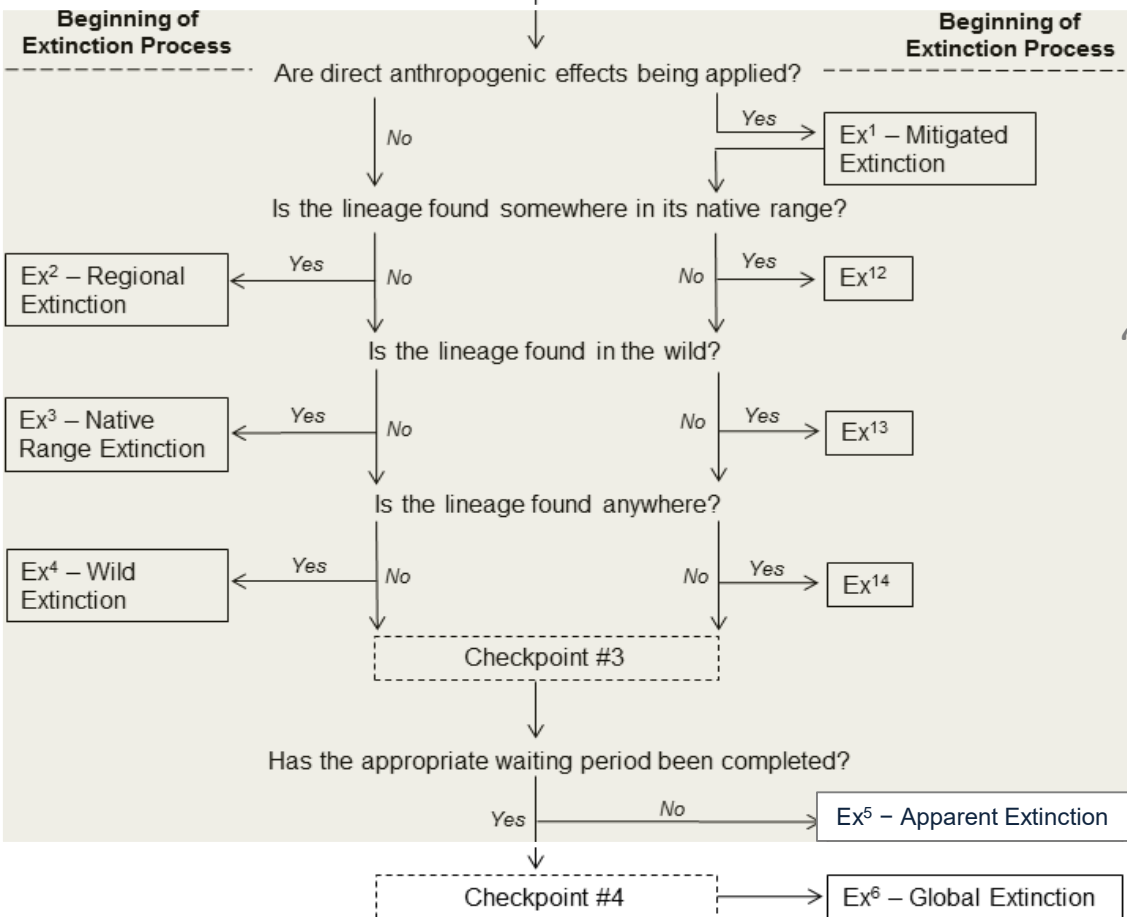 Beginning of
Extinction Process
Beginning of
Extinction Process
Are direct anthropogenic effects being applied?
No
Yes
Ex¹ – Mitigated
Extinction
Is the lineage found somewhere in its native range?
Ex² – Regional
Extinction
Yes
No
No
Yes
Ex¹²
Is the lineage found in the wild?
Ex³ – Native
Range Extinction
Yes
No
No
Yes
Ex¹³
Is the lineage found anywhere?
Ex⁴ – Wild
Extinction
Yes
No
No
Yes
Ex¹⁴
Checkpoint #3
Has the appropriate waiting period been completed?
Yes
No
Ex⁵ – Apparent Extinction
Checkpoint #4
Ex⁶ – Global Extinction